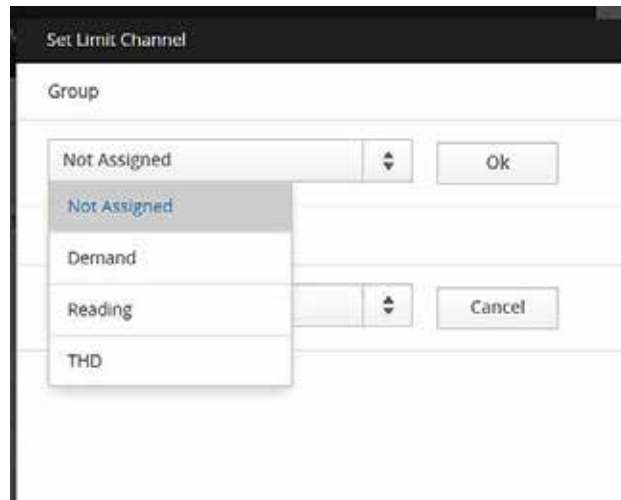 Set Limit Channel
Group
Not Assigned
Ok
Not Assigned
Demand
Reading
Cancel
THD